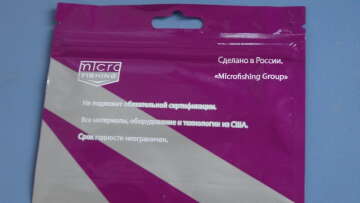 micro
FISHING
Сделано в России.
«Microfishing Group»
Не подлежит обязательной сертификации.
Все материалы, оборудование и технологии из США.
Срок годности неограничен.